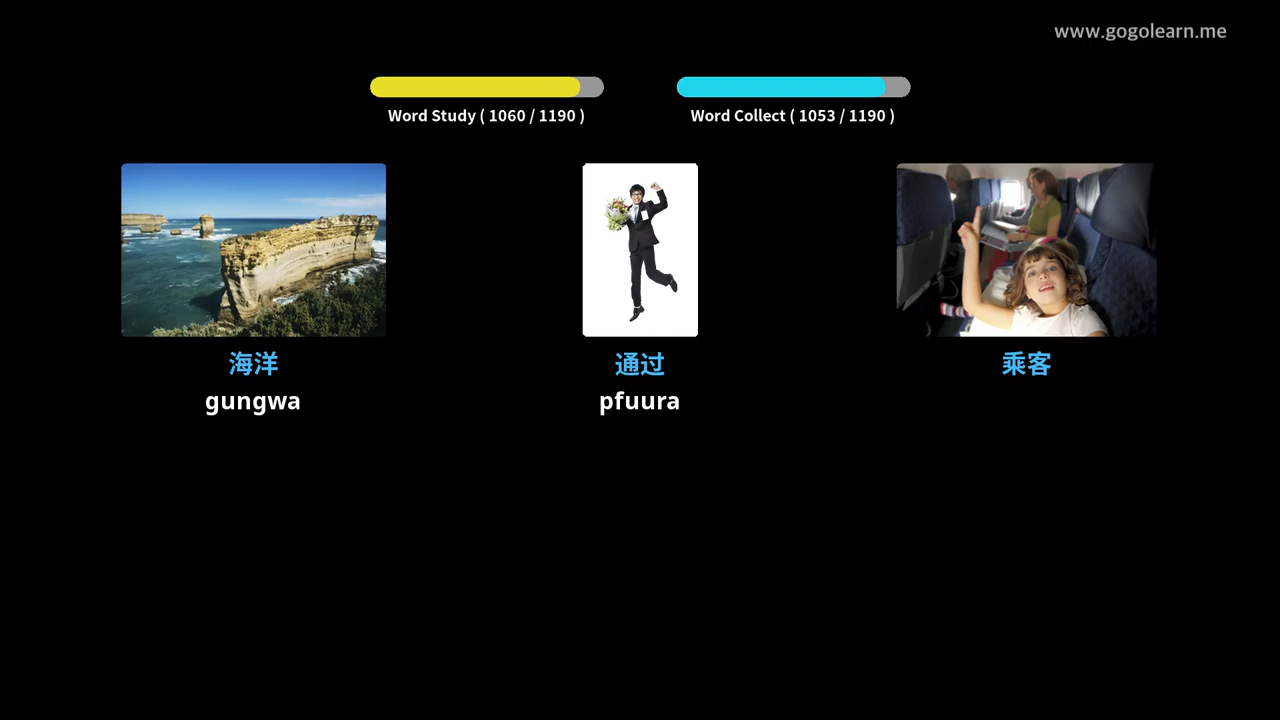 www.gogolearn.me
Word Study ( 1060 / 1190 )
Word Collect ( 1053 / 1190 )
海洋
gungwa
通过
pfuura
乘客